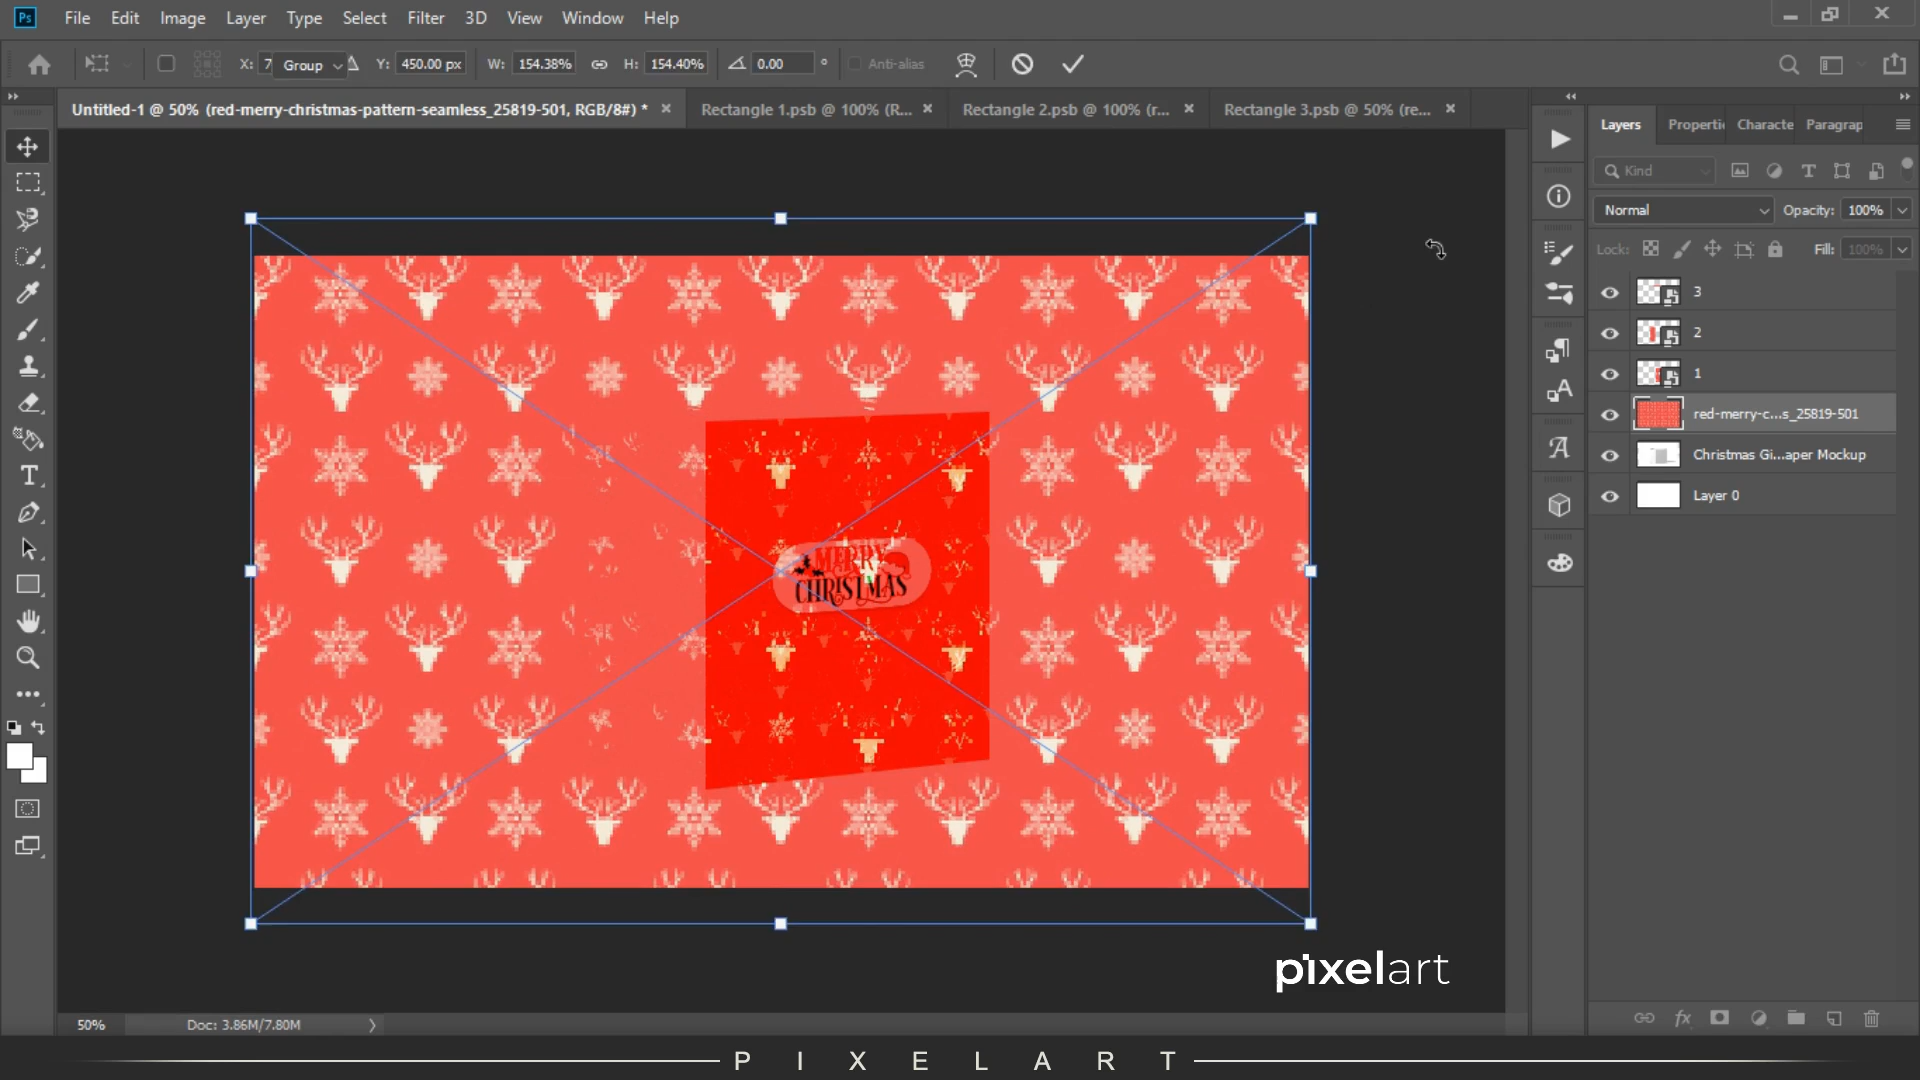 Ps File Edit Image Layer Type Select Filter 3D View Window Help
X: 7 Group Y: 450.00 px W: 154.38% H: 154.40% 0.00 ° Anti-alias
Untitled-1 @ 50% (red-merry-christmas-pattern-seamless_25819-501, RGB/8#) * × Rectangle 1.psb @ 100% (R... × Rectangle 2.psb @ 100% (r... × Rectangle 3.psb @ 50% (re... ×
Layers Properti Characte Paragrap
Kind
Normal Opacity: 100%
Lock: Fill: 100%
3
2
1
red-merry-c...s_25819-501
Christmas Gi...aper Mockup
Layer 0
MERRY
CHRISTMAS
pixelart
50% Doc: 3.86M/7.80M
PIXELART